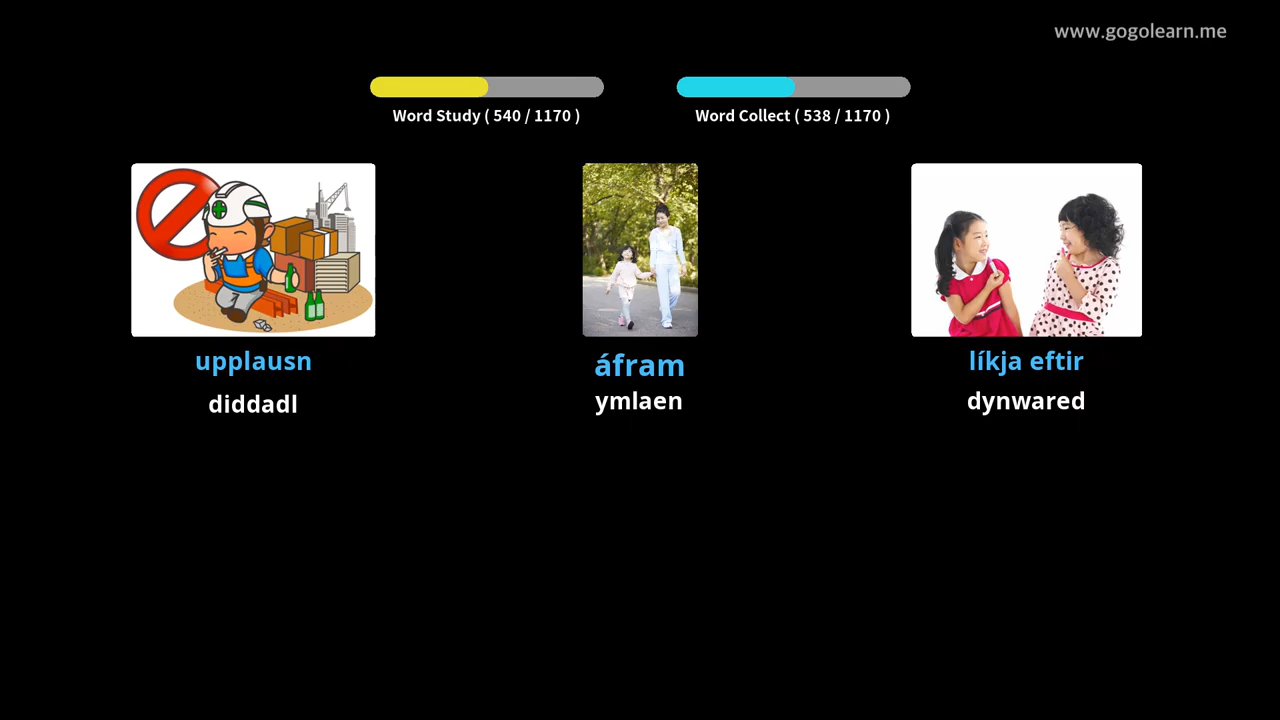 www.gogolearn.me
Word Study ( 540 / 1170 )
Word Collect ( 538 / 1170 )
upplausn
diddadl
áfram
ymlaen
líkja eftir
dynwared